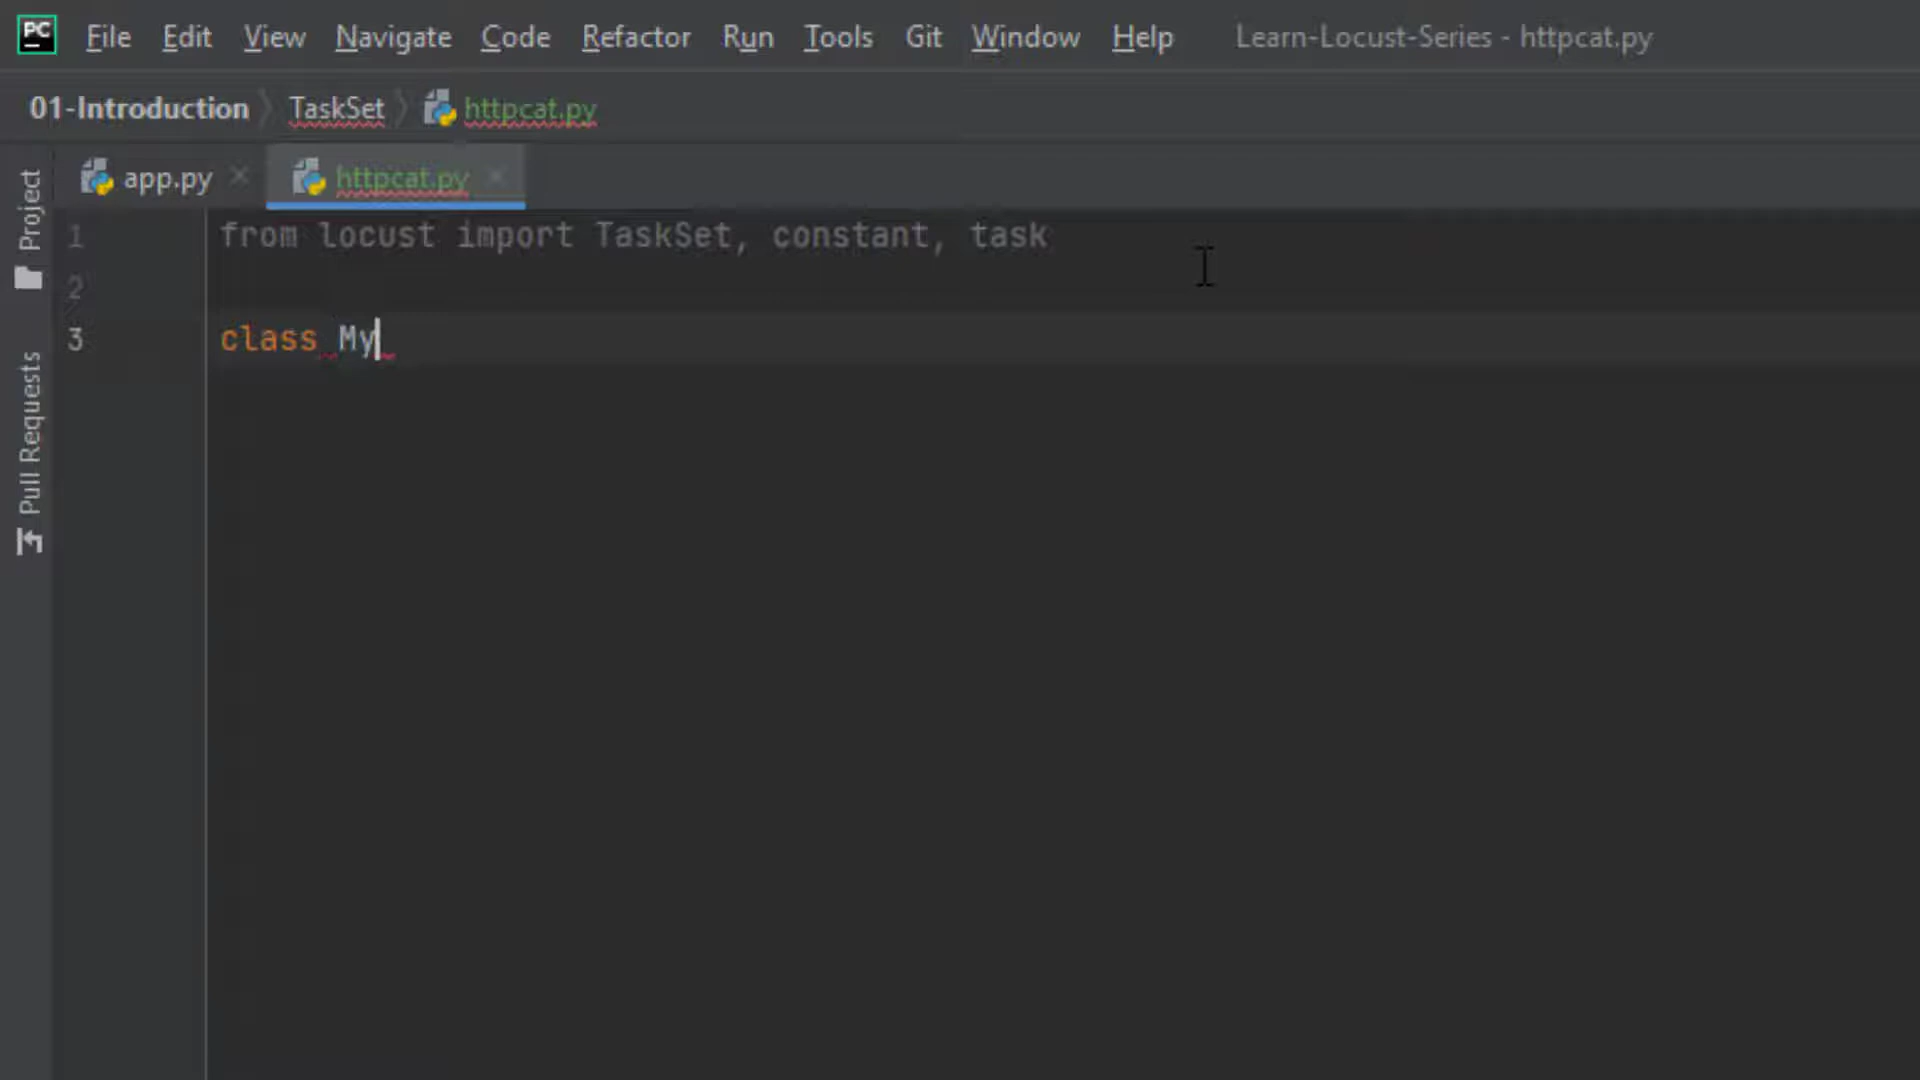 PC File Edit View Navigate Code Refactor Run Tools Git Window Help Learn-Locust-Series - httpcat.py
01-Introduction TaskSet httpcat.py
app.py httpcat.py
Project
Pull Requests
1 from locust import TaskSet, constant, task
2
3 class My